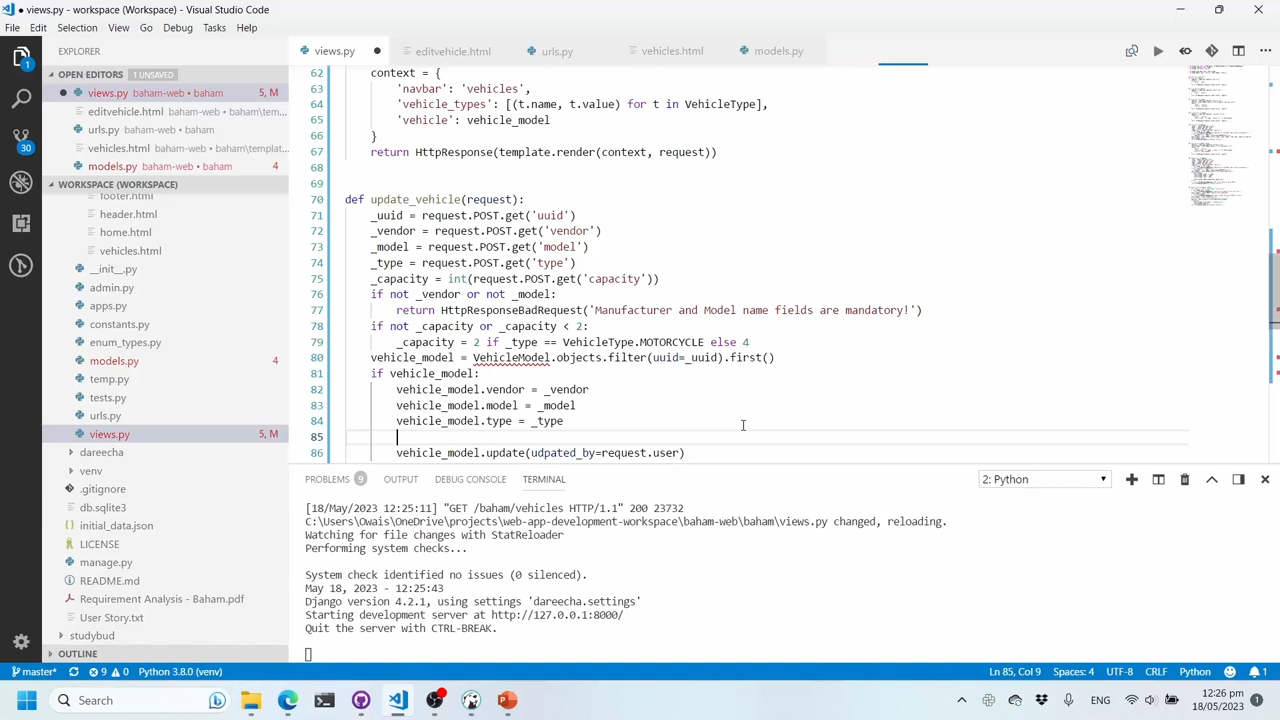 views.py - workspace (Workspace) - Visual Studio Code
File Edit Selection View Go Debug Tasks Help
EXPLORER
views.py
editvehicle.html
urls.py
vehicles.html
models.py
OPEN EDITORS 1 UNSAVED
views.py baham-web • baham 5, M
editvehicle.html baham-web • baham\tem...
urls.py baham-web • baham
vehicles.html baham-web • baham\templat...
models.py baham-web • baham 4
WORKSPACE (WORKSPACE)
footer.html
header.html
home.html
vehicles.html
__init__.py
admin.py
apps.py
constants.py
enum_types.py
models.py 4
temp.py
tests.py
urls.py
views.py 5, M
dareecha
venv
.gitignore
db.sqlite3
initial_data.json
LICENSE
manage.py
README.md
Requirement Analysis - Baham.pdf
User Story.txt
studybud
OUTLINE
1
30
62 context = {
63
64 'vehicle_types': [(t.name, t.value) for t in VehicleType],
65 'vehicle':
66 }
67 return
68
69
70 def
71 _uuid = request.POST.get('uuid')
72 _vendor = request.POST.get('vendor')
73 _model = request.POST.get('model')
74 _type = request.POST.get('type')
75 _capacity = int(request.POST.get('capacity'))
76 if not _vendor or not _model:
77 return HttpResponseBadRequest('Manufacturer and Model name fields are mandatory!')
78 if not _capacity or _capacity < 2:
79 _capacity = 2 if _type == VehicleType.MOTORCYCLE else 4
80 vehicle_model = VehicleModel.objects.filter(uuid=_uuid).first()
81 if vehicle_model:
82 vehicle_model.vendor = _vendor
83 vehicle_model.model = _model
84 vehicle_model.type = _type
85
86 vehicle_model.update(udpated_by=request.user)
PROBLEMS 9 OUTPUT DEBUG CONSOLE TERMINAL 2: Python
[18/May/2023 12:25:11] "GET /baham/vehicles HTTP/1.1" 200 23732
C:\Users\Owais\OneDrive\projects\web-app-development-workspace\baham-web\baham\views.py changed, reloading.
Watching for file changes with StatReloader
Performing system checks...
System check identified no issues (0 silenced).
May 18, 2023 - 12:25:43
Django version 4.2.1, using settings 'dareecha.settings'
Starting development server at http://127.0.0.1:8000/
Quit the server with CTRL-BREAK.
master* 9 0 Python 3.8.0 (venv) Ln 85, Col 9 Spaces: 4 UTF-8 CRLF Python 1
Search ENG 12:26 pm
18/05/2023